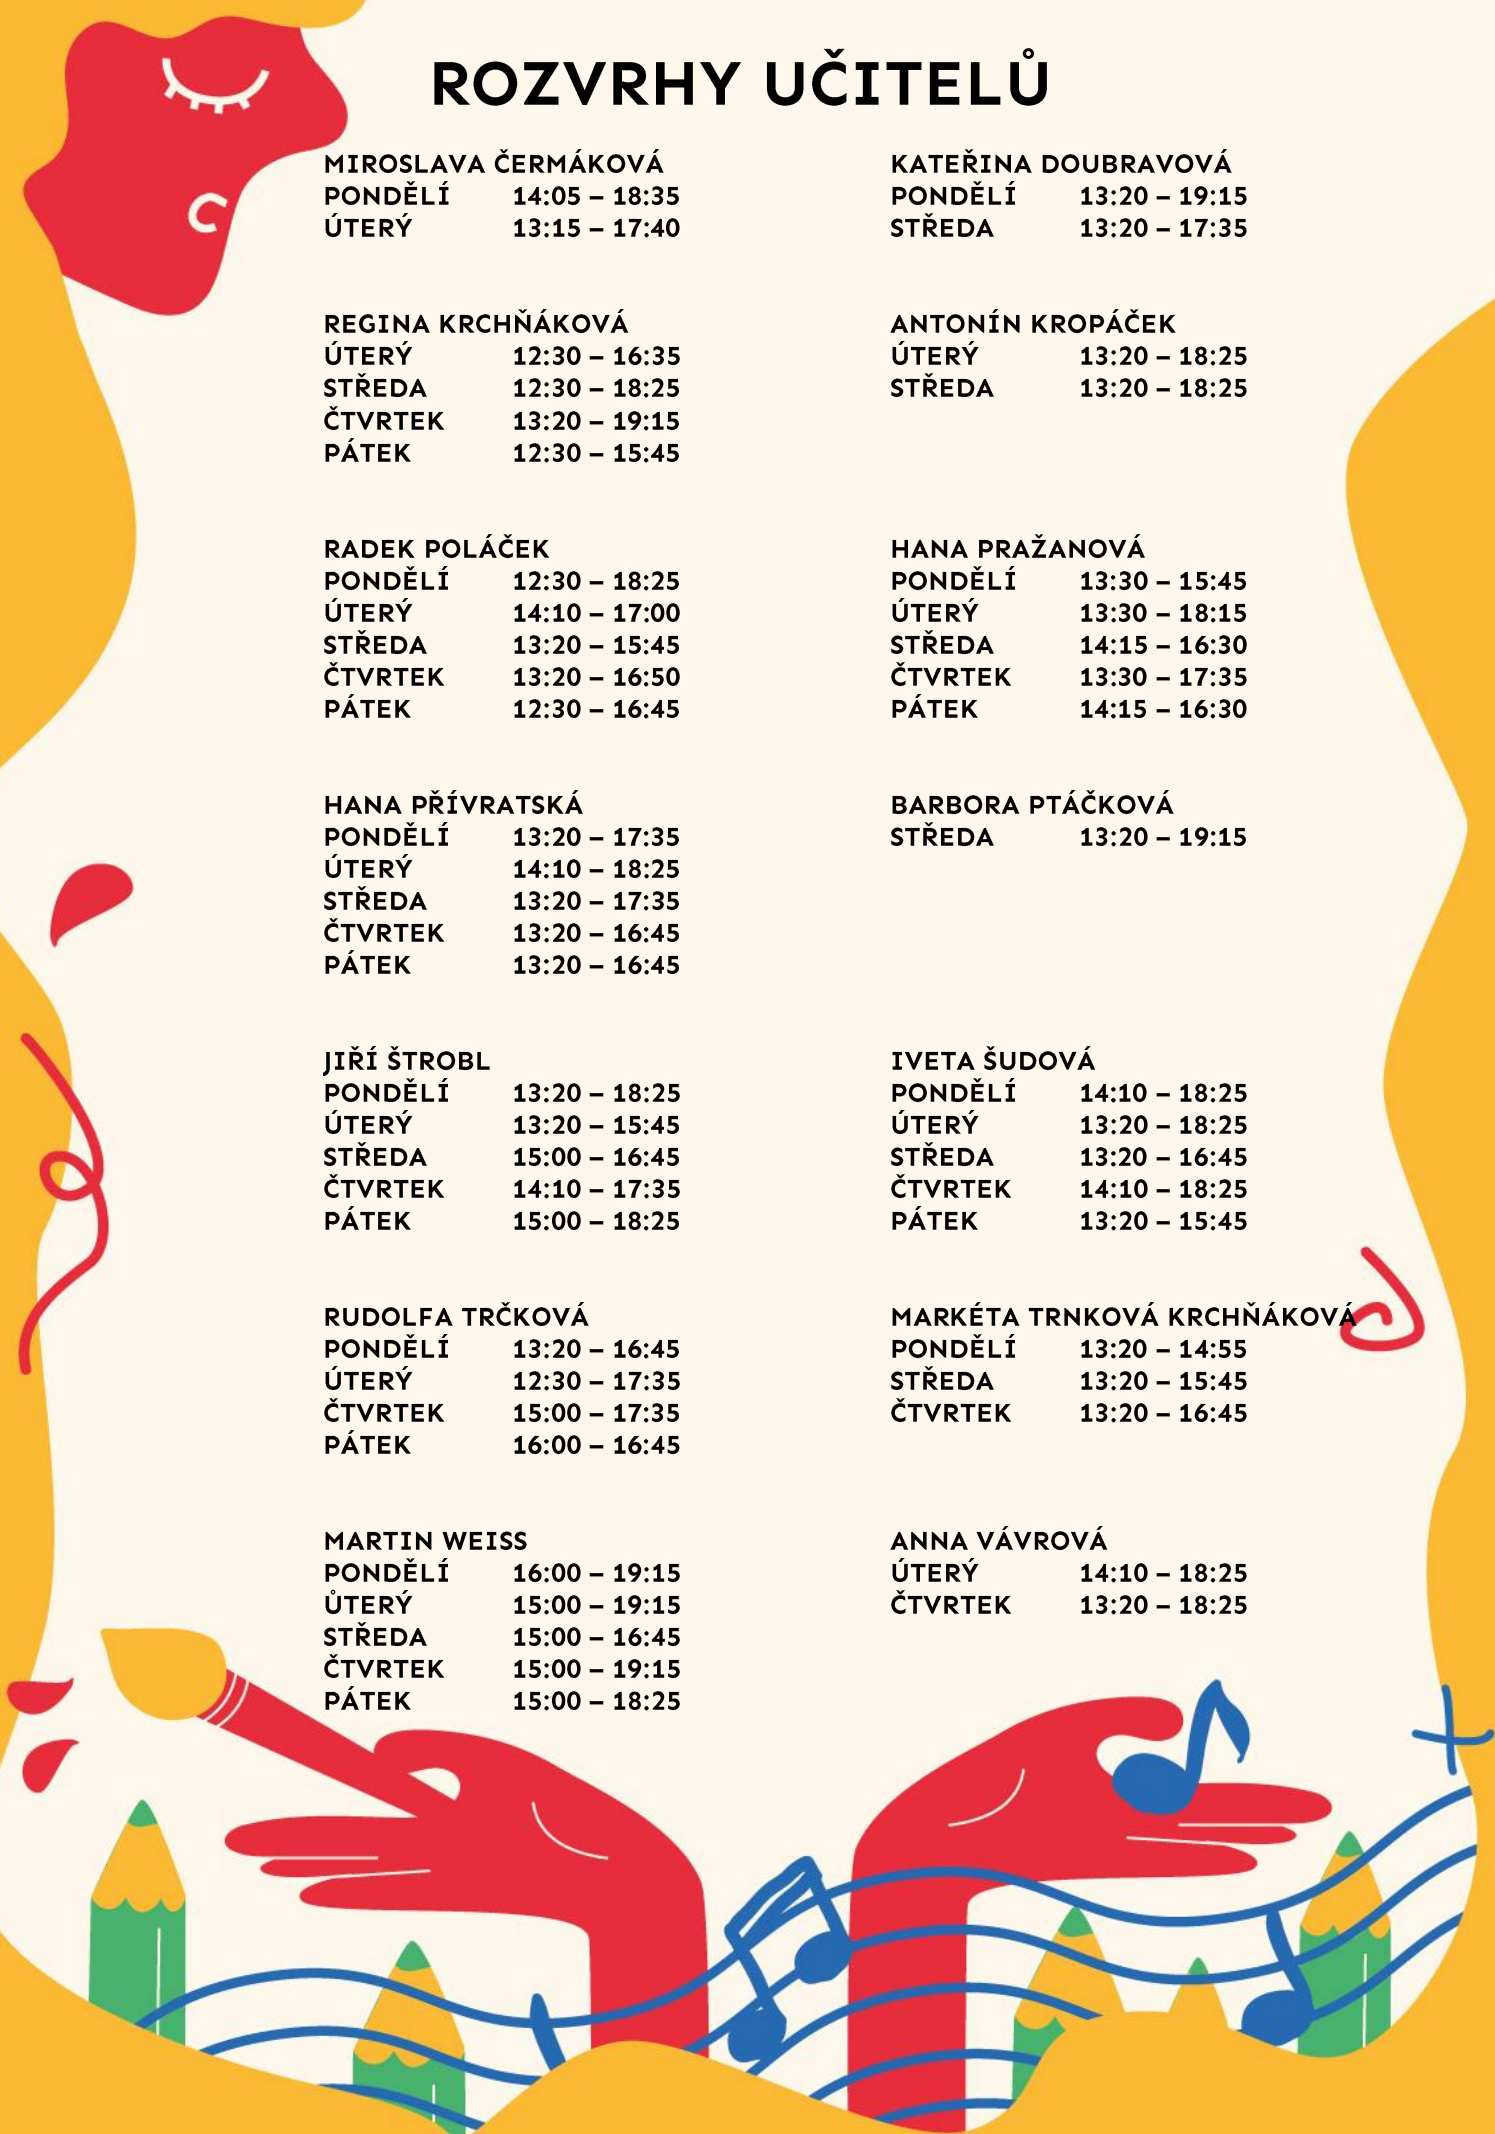 ROZVRHY UČITELŮ
MIROSLAVA ČERMÁKOVÁ
PONDĚLÍ 14:05 – 18:35
ÚTERÝ 13:15 – 17:40
KATEŘINA DOUBRAVOVÁ
PONDĚLÍ 13:20 – 19:15
STŘEDA 13:20 – 17:35
REGINA KRCHŇÁKOVÁ
ÚTERÝ 12:30 – 16:35
STŘEDA 12:30 – 18:25
ČTVRTEK 13:20 – 19:15
PÁTEK 12:30 – 15:45
ANTONÍN KROPÁČEK
ÚTERÝ 13:20 – 18:25
STŘEDA 13:20 – 18:25
RADEK POLÁČEK
PONDĚLÍ 12:30 – 18:25
ÚTERÝ 14:10 – 17:00
STŘEDA 13:20 – 15:45
ČTVRTEK 13:20 – 16:50
PÁTEK 12:30 – 16:45
HANA PRAŽANOVÁ
PONDĚLÍ 13:30 – 15:45
ÚTERÝ 13:30 – 18:15
STŘEDA 14:15 – 16:30
ČTVRTEK 13:30 – 17:35
PÁTEK 14:15 – 16:30
HANA PŘÍVRATSKÁ
PONDĚLÍ 13:20 – 17:35
ÚTERÝ 14:10 – 18:25
STŘEDA 13:20 – 17:35
ČTVRTEK 13:20 – 16:45
PÁTEK 13:20 – 16:45
BARBORA PTÁČKOVÁ
STŘEDA 13:20 – 19:15
JIŘÍ ŠTROBL
PONDĚLÍ 13:20 – 18:25
ÚTERÝ 13:20 – 15:45
STŘEDA 15:00 – 16:45
ČTVRTEK 14:10 – 17:35
PÁTEK 15:00 – 18:25
IVETA ŠUDOVÁ
PONDĚLÍ 14:10 – 18:25
ÚTERÝ 13:20 – 18:25
STŘEDA 13:20 – 16:45
ČTVRTEK 14:10 – 18:25
PÁTEK 13:20 – 15:45
RUDOLFA TRČKOVÁ
PONDĚLÍ 13:20 – 16:45
ÚTERÝ 12:30 – 17:35
ČTVRTEK 15:00 – 17:35
PÁTEK 16:00 – 16:45
MARKÉTA TRNKOVÁ KRCHŇÁKOVÁ
PONDĚLÍ 13:20 – 14:55
STŘEDA 13:20 – 15:45
ČTVRTEK 13:20 – 16:45
MARTIN WEISS
PONDĚLÍ 16:00 – 19:15
ŮTERÝ 15:00 – 19:15
STŘEDA 15:00 – 16:45
ČTVRTEK 15:00 – 19:15
PÁTEK 15:00 – 18:25
ANNA VÁVROVÁ
ÚTERÝ 14:10 – 18:25
ČTVRTEK 13:20 – 18:25